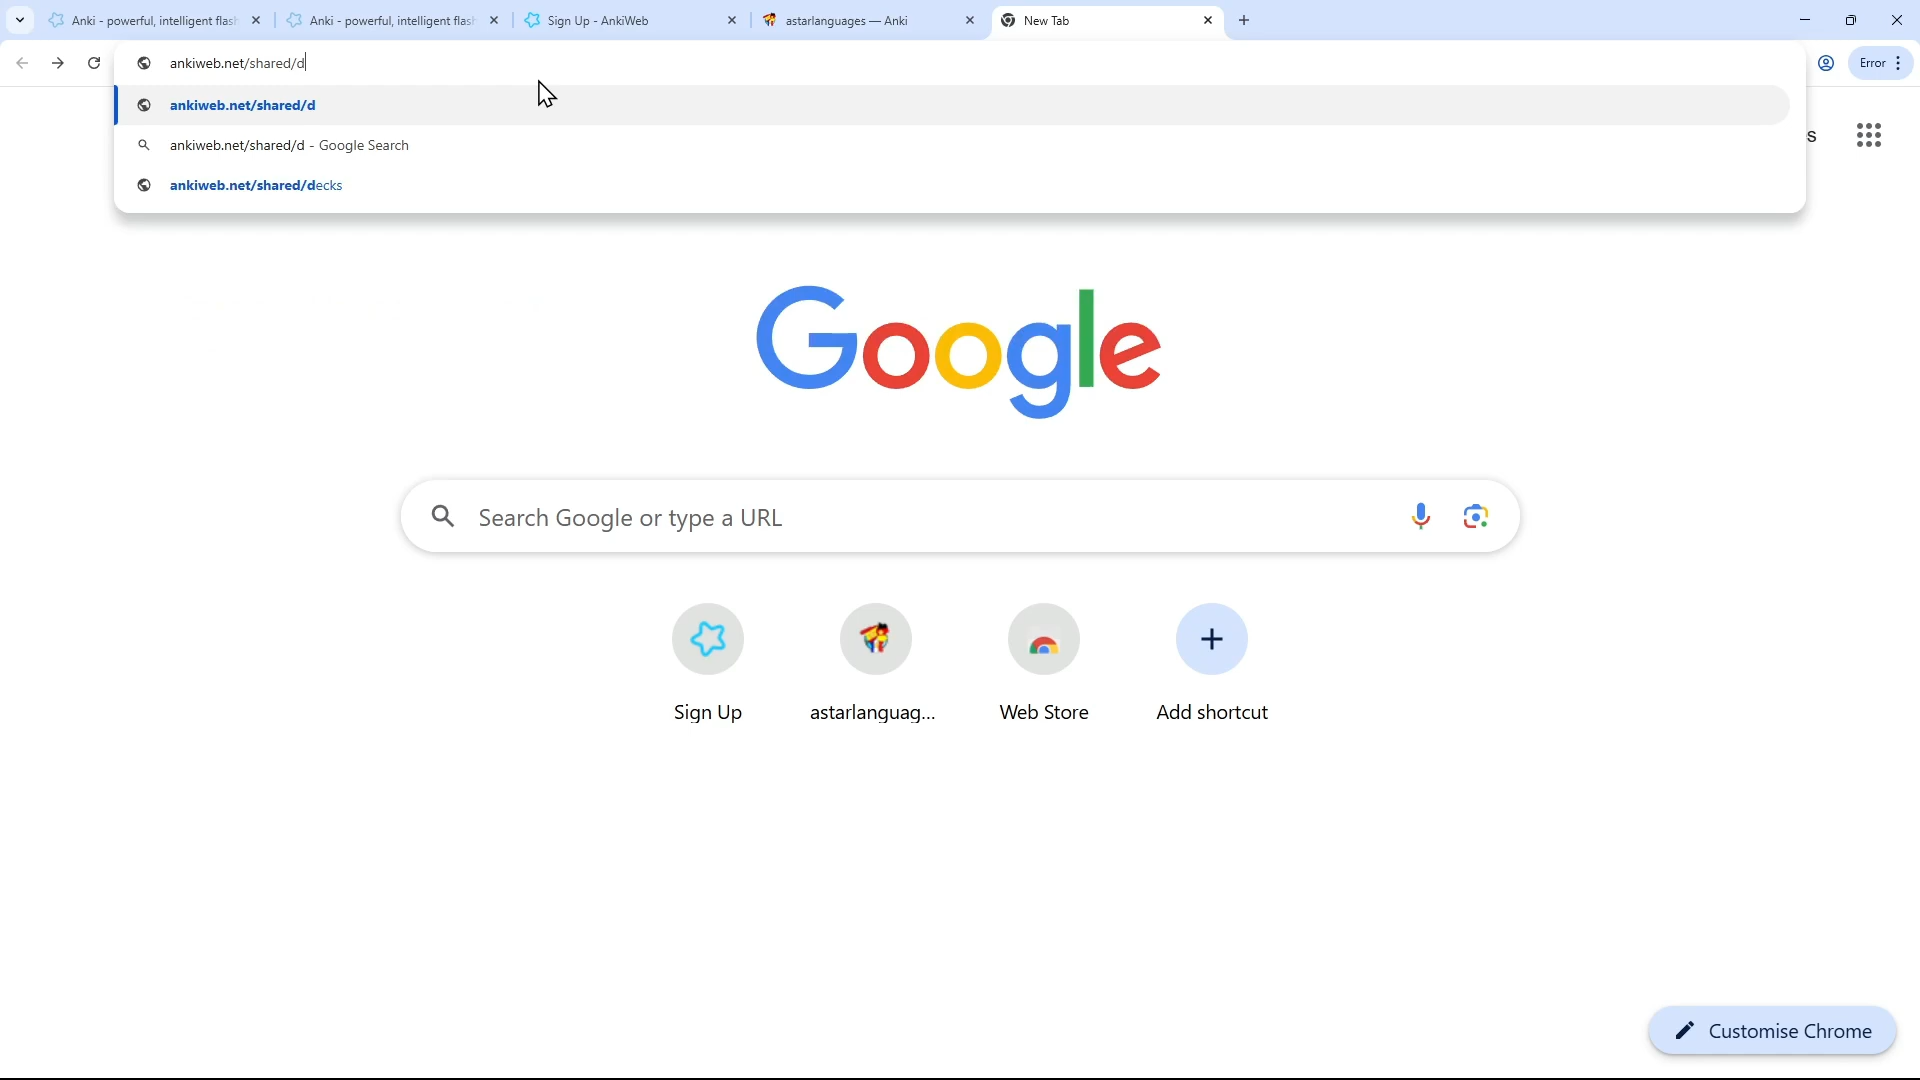 Anki - powerful, intelligent flash
Anki - powerful, intelligent flash
Sign Up - AnkiWeb
astarlanguages — Anki
New Tab
ankiweb.net/shared/d
Error
ankiweb.net/shared/d
ankiweb.net/shared/d - Google Search
ankiweb.net/shared/decks
s
Google
Search Google or type a URL
Sign Up
astarlanguag...
Web Store
Add shortcut
Customise Chrome